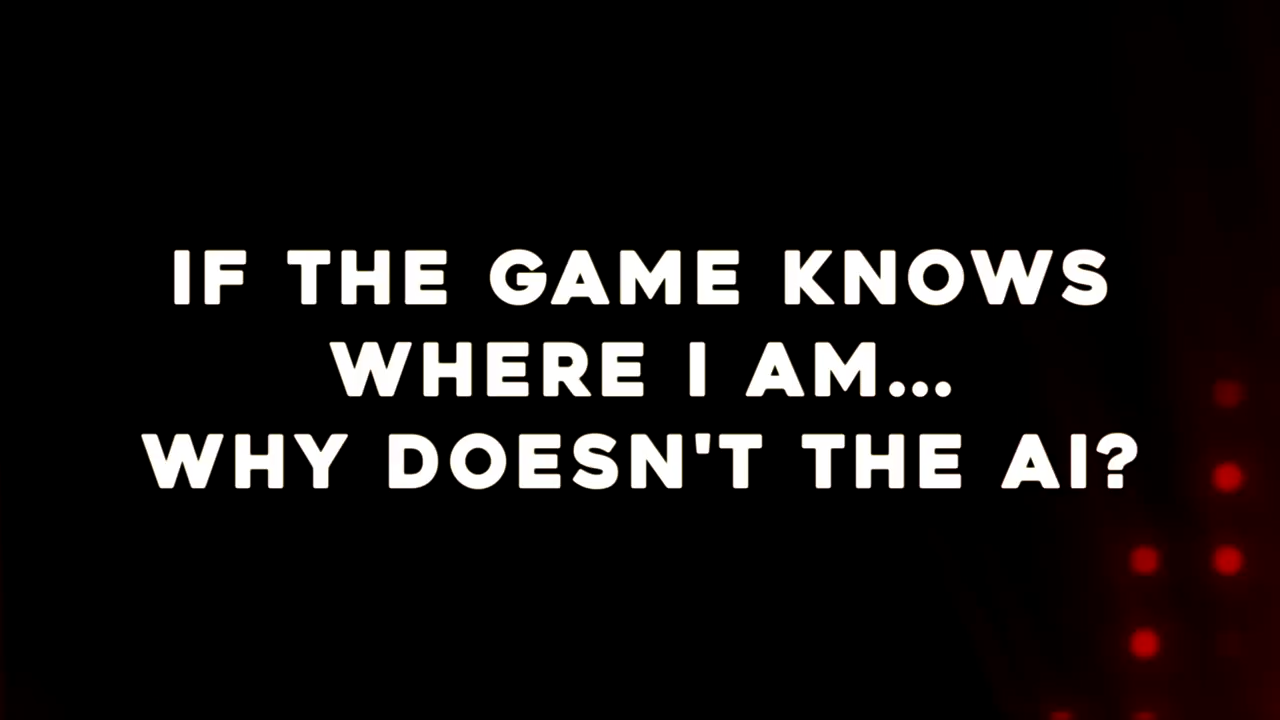 IF THE GAME KNOWS
WHERE I AM...
WHY DOESN'T THE AI?